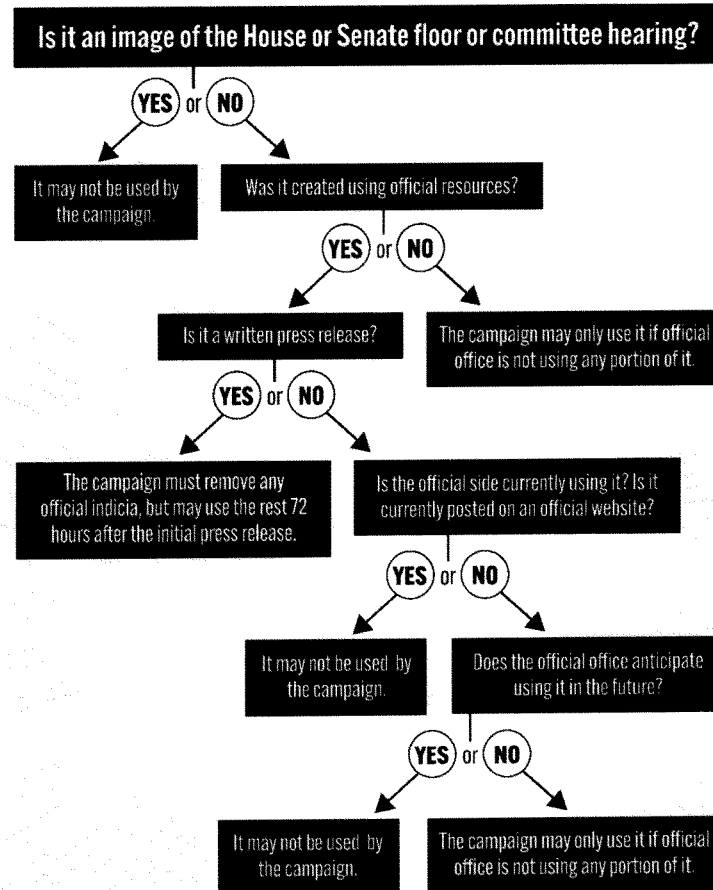 Is it an image of the House or Senate floor or committee hearing?
YES or NO
It may not be used by
the campaign.
Was it created using official resources?
YES or NO
Is it a written press release?
The campaign may only use it if official
office is not using any portion of it.
YES or NO
The campaign must remove any
official indicia, but may use the rest 72
hours after the initial press release.
Is the official side currently using it? Is it
currently posted on an official website?
YES or NO
It may not be used by
the campaign.
Does the official office anticipate
using it in the future?
YES or NO
It may not be used by
the campaign.
The campaign may only use it if official
office is not using any portion of it.